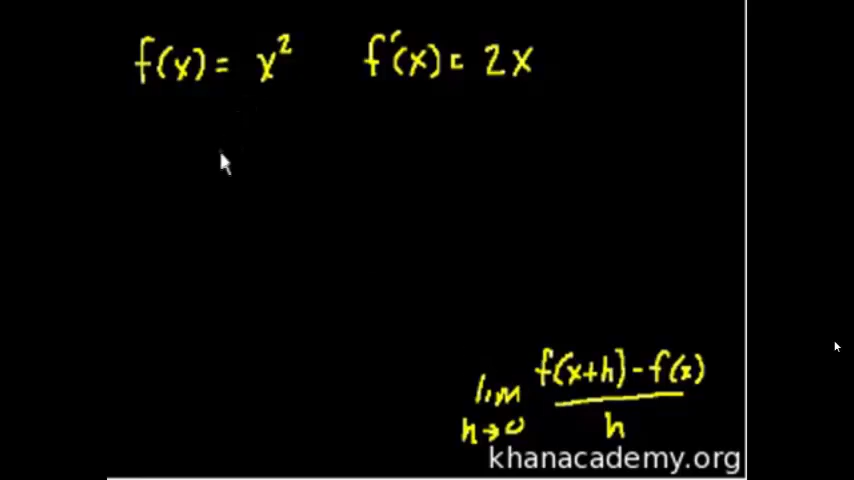 f(x) = x² f'(x) = 2x
lim h→0 f(x+h) - f(x) / h
khanacademy.org